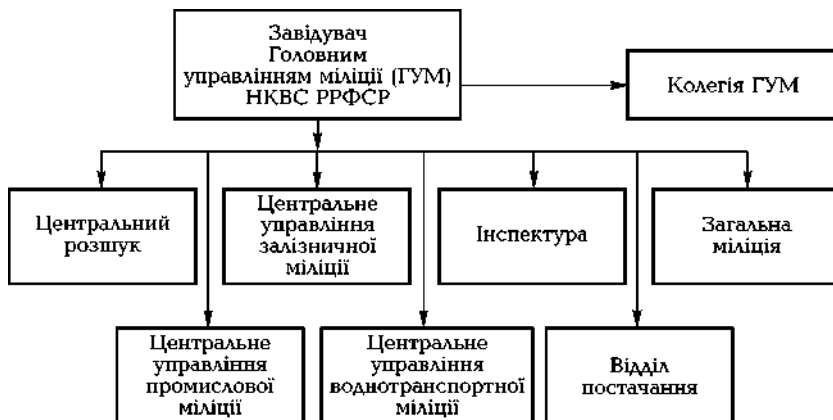 Завідувач
Головним
управлінням міліції (ГУМ)
НКВС РРФСР
Колегія ГУМ
Центральний
розшук
Центральне
управління
залізничної
міліції
Інспектура
Загальна
міліція
Центральне
управління
промислової
міліції
Центральне
управління
воднотранспортної
міліції
Відділ
постачання